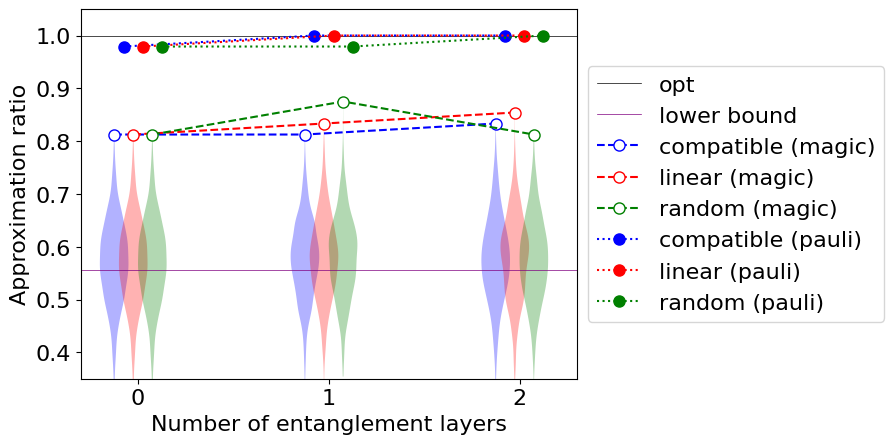 1.0
0.9
0.8
0.7
0.6
0.5
0.4
Approximation ratio
0 1 2
Number of entanglement layers
opt
lower bound
compatible (magic)
linear (magic)
random (magic)
compatible (pauli)
linear (pauli)
random (pauli)